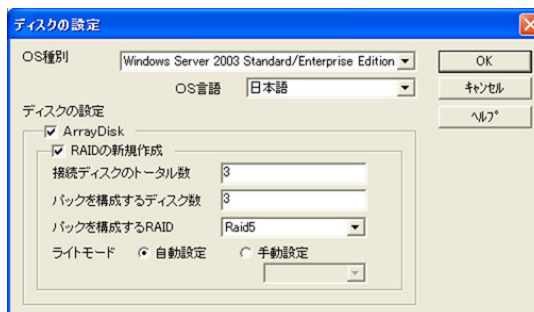 ディスクの設定
OS種別 Windows Server 2003 Standard/Enterprise Edition OK
OS言語 日本語 キャンセル
ディスクの設定 ヘルプ
ArrayDisk
RAIDの新規作成
接続ディスクのトータル数 3
パックを構成するディスク数 3
パックを構成するRAID Raid5
ライトモード 自動設定 手動設定